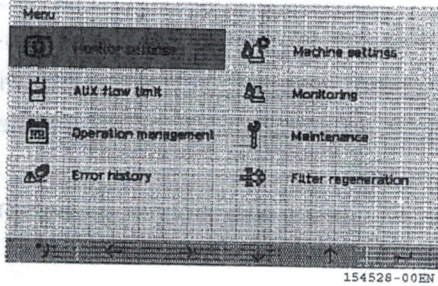 Menu
Monitor settings
Machine settings
AUX flow limit
Monitoring
Operation management
Maintenance
Error history
Filter regeneration
154528-00EN